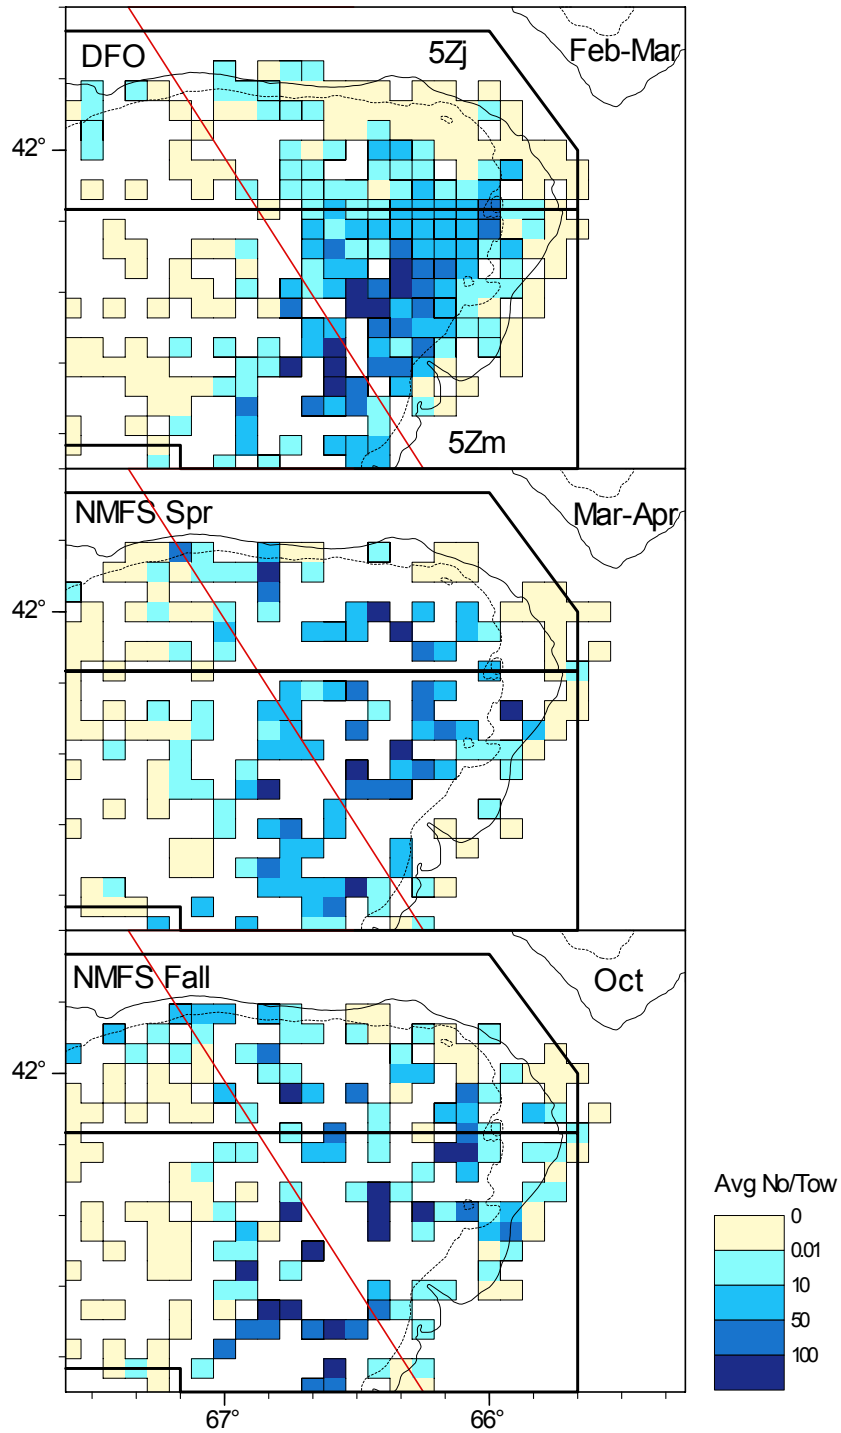 DFO 5Zj Feb-Mar
42°
5Zm
NMFS Spr Mar-Apr
42°
NMFS Fall Oct
42°
Avg No/Tow
0
0.01
10
50
100
67° 66°